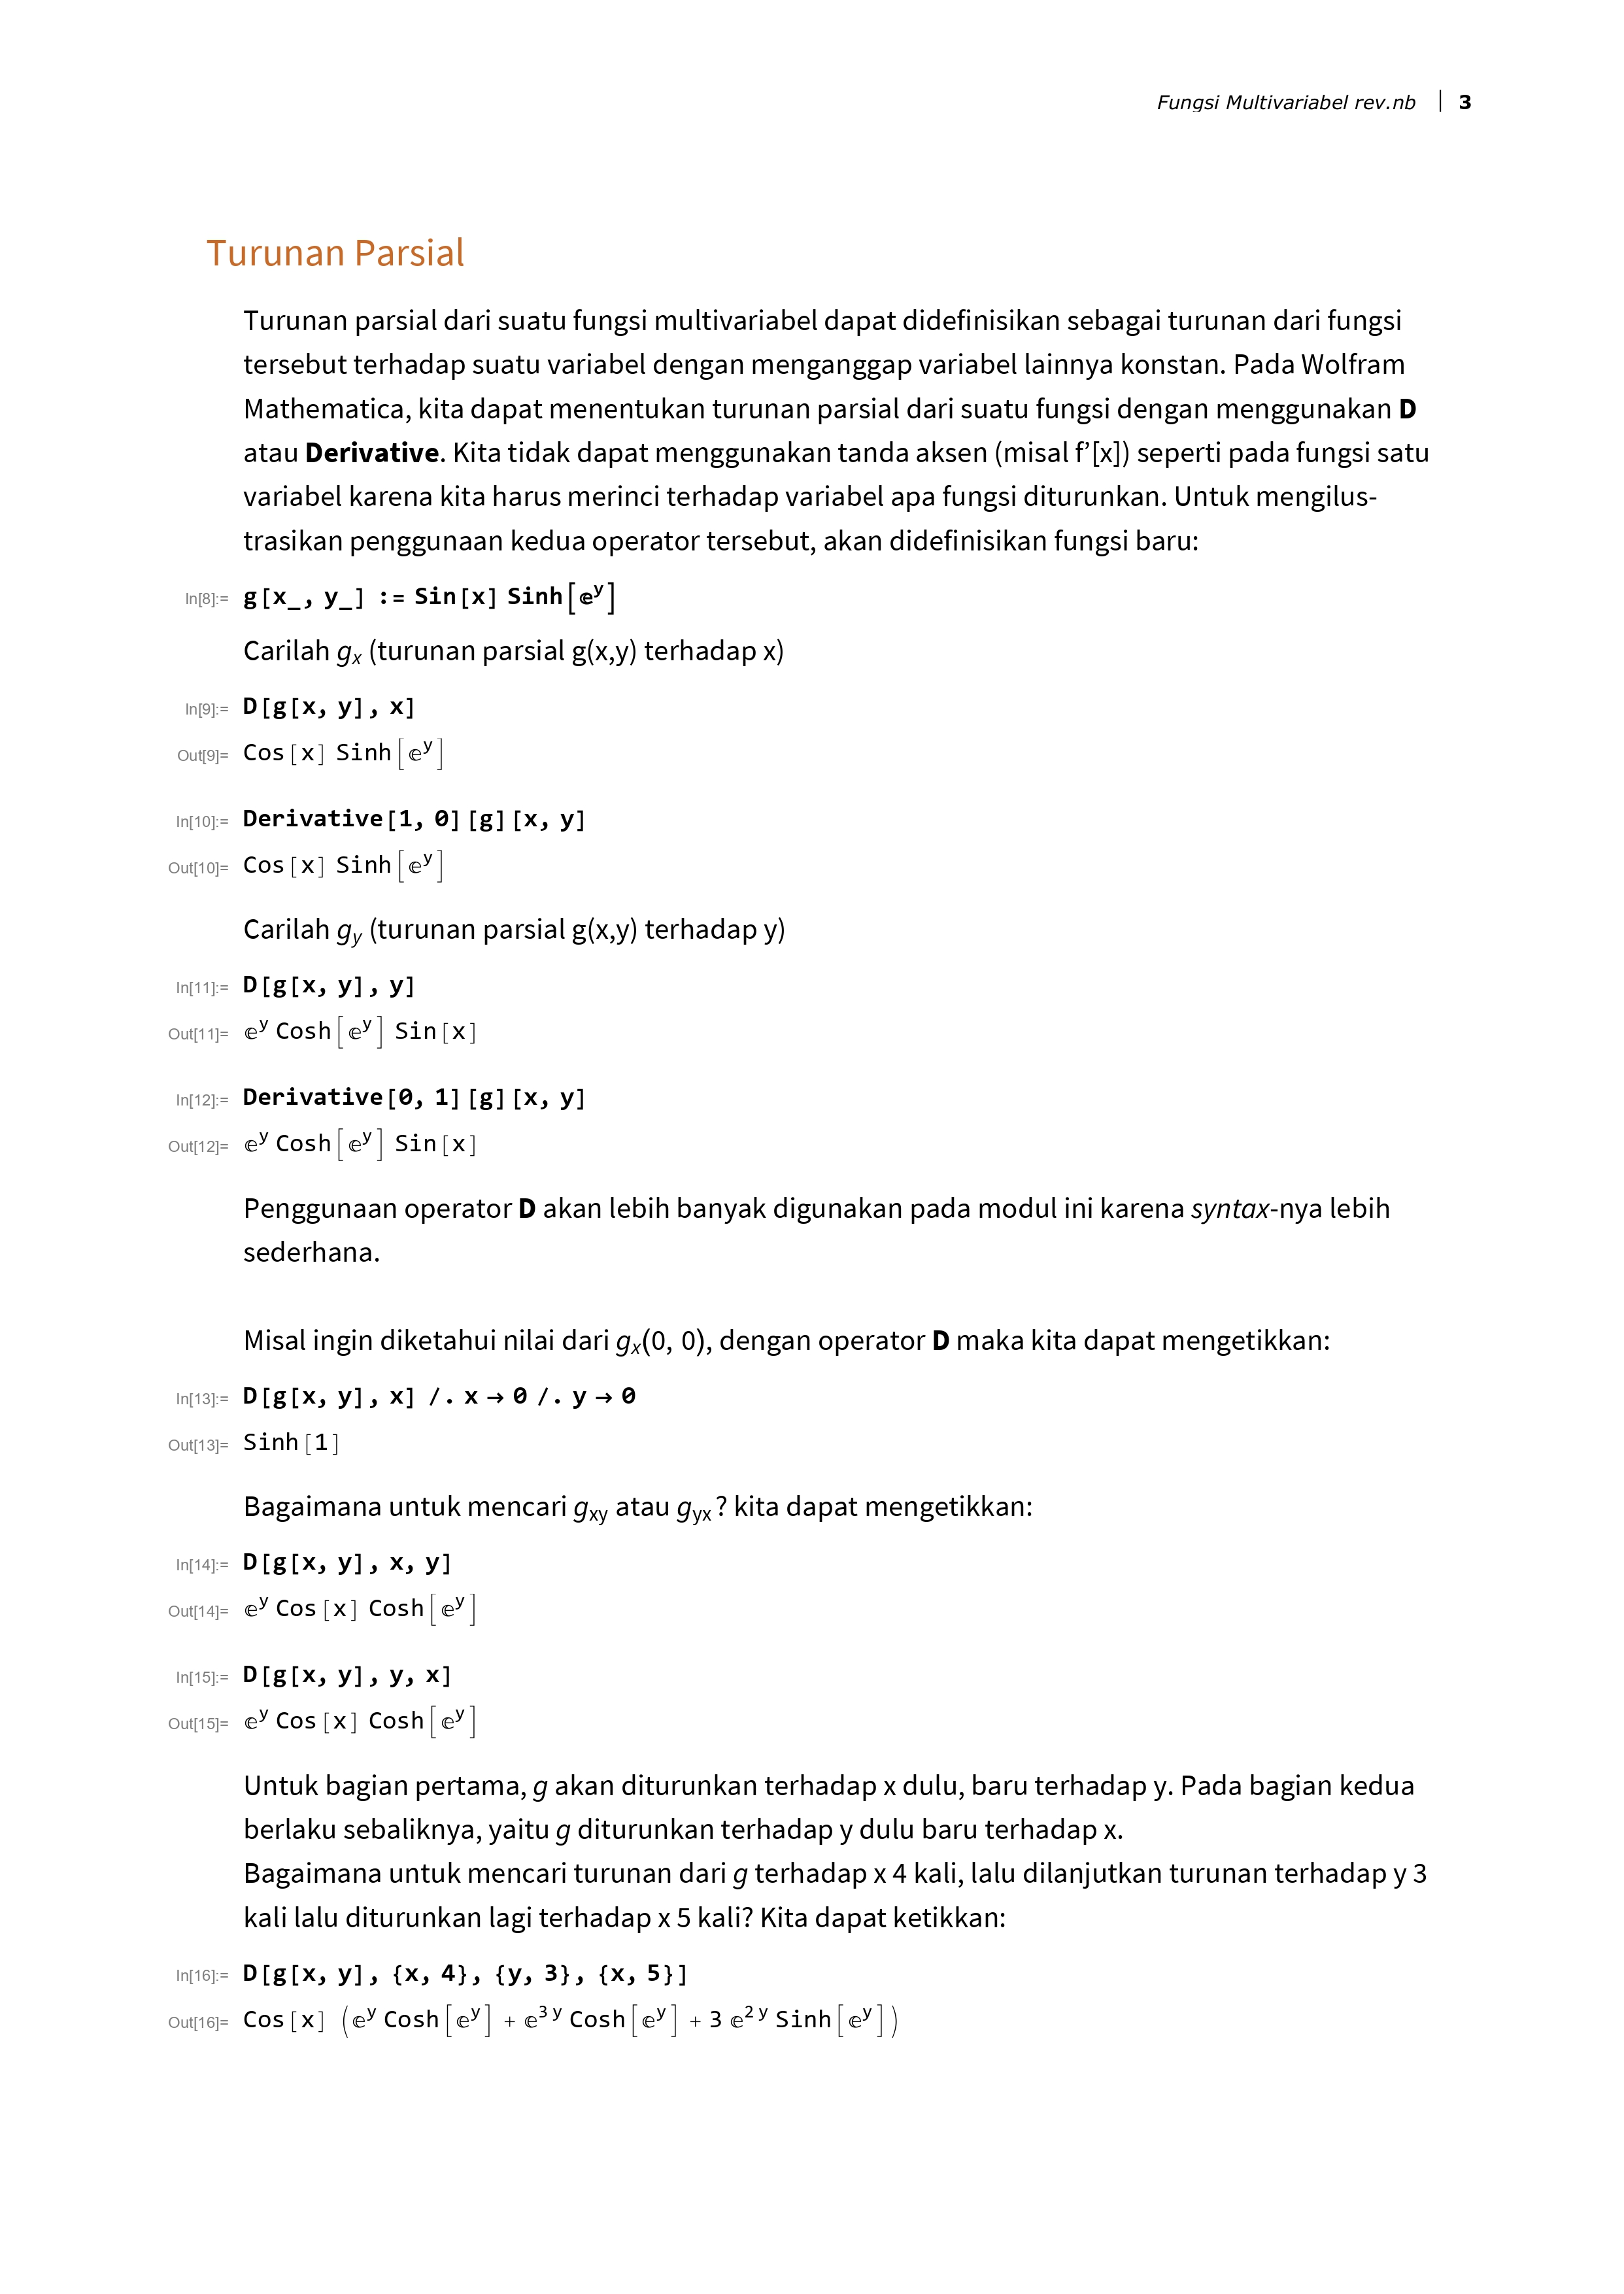 Fungsi Multivariabel rev.nb | 3
Turunan Parsial
Turunan parsial dari suatu fungsi multivariabel dapat didefinisikan sebagai turunan dari fungsi
tersebut terhadap suatu variabel dengan menganggap variabel lainnya konstan. Pada Wolfram
Mathematica, kita dapat menentukan turunan parsial dari suatu fungsi dengan menggunakan D
atau Derivative. Kita tidak dapat menggunakan tanda aksen (misal f’[x]) seperti pada fungsi satu
variabel karena kita harus merinci terhadap variabel apa fungsi diturunkan. Untuk mengilus-
trasikan penggunaan kedua operator tersebut, akan didefinisikan fungsi baru:
In[8]:= g[x_, y_] := Sin[x] Sinh[ⅇ^y]
Carilah g_x (turunan parsial g(x,y) terhadap x)
In[9]:= D[g[x, y], x]
Out[9]= Cos[x] Sinh[ⅇ^y]
In[10]:= Derivative[1, 0][g][x, y]
Out[10]= Cos[x] Sinh[ⅇ^y]
Carilah g_y (turunan parsial g(x,y) terhadap y)
In[11]:= D[g[x, y], y]
Out[11]= ⅇ^y Cosh[ⅇ^y] Sin[x]
In[12]:= Derivative[0, 1][g][x, y]
Out[12]= ⅇ^y Cosh[ⅇ^y] Sin[x]
Penggunaan operator D akan lebih banyak digunakan pada modul ini karena syntax-nya lebih
sederhana.
Misal ingin diketahui nilai dari g_x(0, 0), dengan operator D maka kita dapat mengetikkan:
In[13]:= D[g[x, y], x] /. x → 0 /. y → 0
Out[13]= Sinh[1]
Bagaimana untuk mencari g_xy atau g_yx? kita dapat mengetikkan:
In[14]:= D[g[x, y], x, y]
Out[14]= ⅇ^y Cos[x] Cosh[ⅇ^y]
In[15]:= D[g[x, y], y, x]
Out[15]= ⅇ^y Cos[x] Cosh[ⅇ^y]
Untuk bagian pertama, g akan diturunkan terhadap x dulu, baru terhadap y. Pada bagian kedua
berlaku sebaliknya, yaitu g diturunkan terhadap y dulu baru terhadap x.
Bagaimana untuk mencari turunan dari g terhadap x 4 kali, lalu dilanjutkan turunan terhadap y 3
kali lalu diturunkan lagi terhadap x 5 kali? Kita dapat ketikkan:
In[16]:= D[g[x, y], {x, 4}, {y, 3}, {x, 5}]
Out[16]= Cos[x] (ⅇ^y Cosh[ⅇ^y] + ⅇ^(3 y) Cosh[ⅇ^y] + 3 ⅇ^(2 y) Sinh[ⅇ^y])